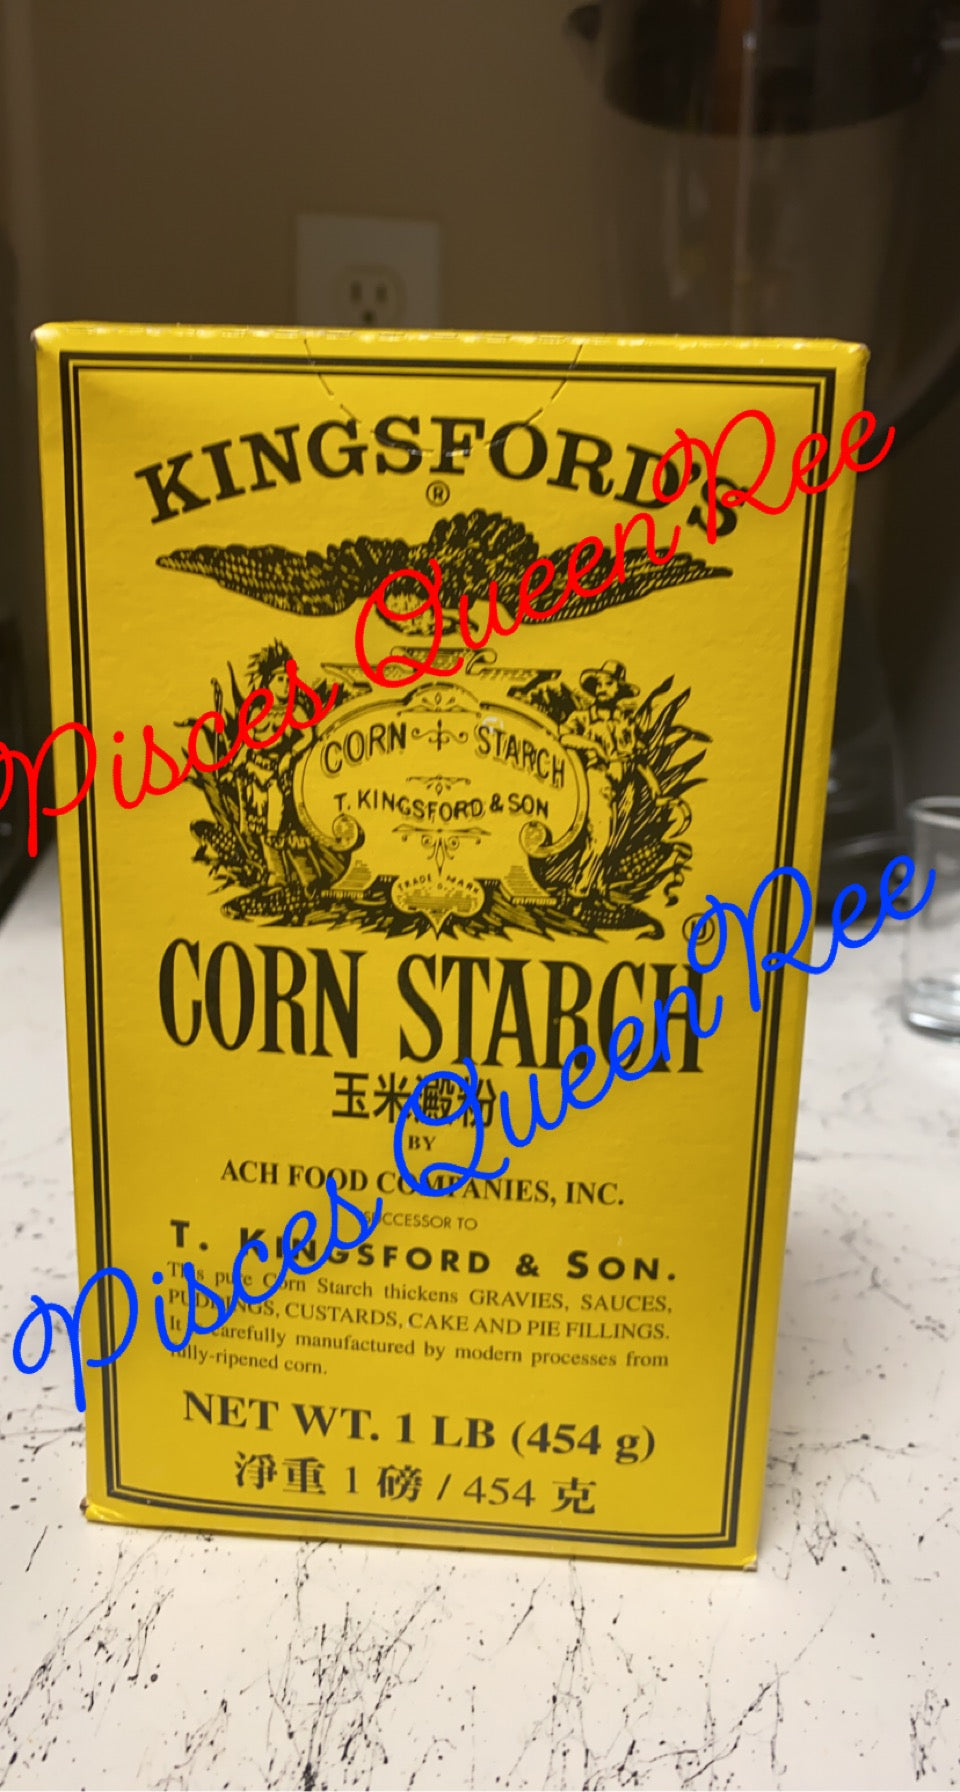 KINGSFORD'S
®
CORN STARCH
T. KINGSFORD & SON
TRADE MARK
®
CORN STARCH
玉米澱粉
BY
ACH FOOD COMPANIES, INC.
SUCCESSOR TO
T. KINGSFORD & SON.
This pure Corn Starch thickens GRAVIES, SAUCES,
PUDDINGS, CUSTARDS, CAKE AND PIE FILLINGS.
It carefully manufactured by modern processes from
fully-ripened corn.
NET WT. 1 LB (454 g)
淨重 1 磅 / 454 克
Pisces Queen Ree
Pisces Queen Ree